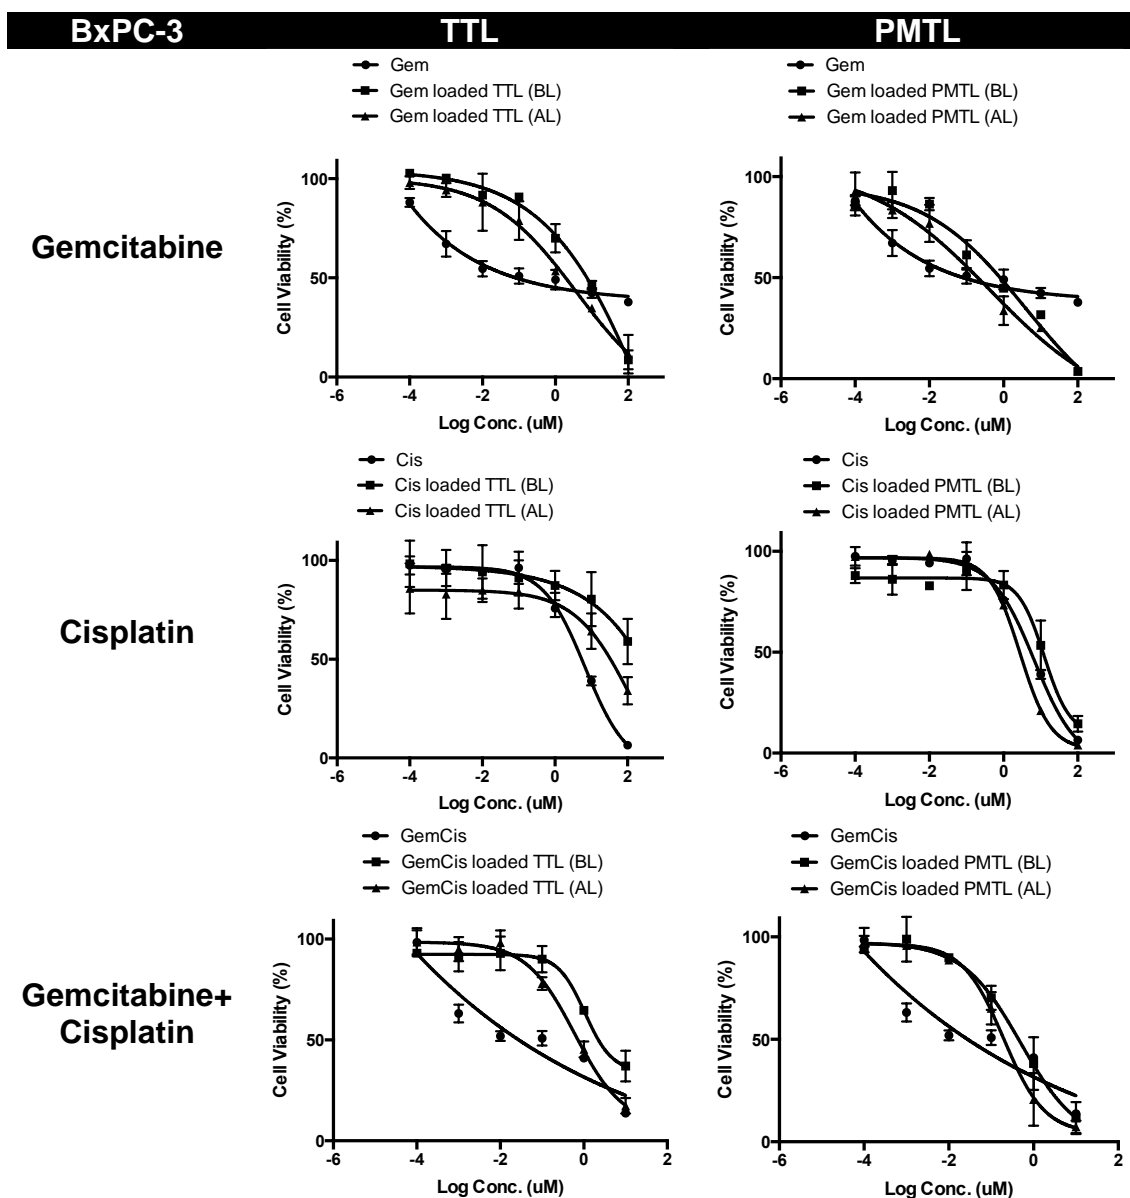 BxPC-3 TTL PMTL
Gem
Gem loaded TTL (BL)
Gem loaded TTL (AL)
Gem
Gem loaded PMTL (BL)
Gem loaded PMTL (AL)
Gemcitabine
Cell Viability (%)
100
50
0
-6 -4 -2 0 2
Log Conc. (uM)
Cell Viability (%)
100
50
0
-6 -4 -2 0 2
Log Conc. (uM)
Cis
Cis loaded TTL (BL)
Cis loaded TTL (AL)
Cis
Cis loaded PMTL (BL)
Cis loaded PMTL (AL)
Cisplatin
Cell Viability (%)
100
50
0
-6 -4 -2 0 2
Log Conc. (uM)
Cell Viability (%)
100
50
0
-6 -4 -2 0 2
Log Conc. (uM)
GemCis
GemCis loaded TTL (BL)
GemCis loaded TTL (AL)
GemCis
GemCis loaded PMTL (BL)
GemCis loaded PMTL (AL)
Gemcitabine+
Cisplatin
Cell Viability (%)
100
50
0
-6 -4 -2 0 2
Log Conc. (uM)
Cell Viability (%)
100
50
0
-6 -4 -2 0 2
Log Conc. (uM)